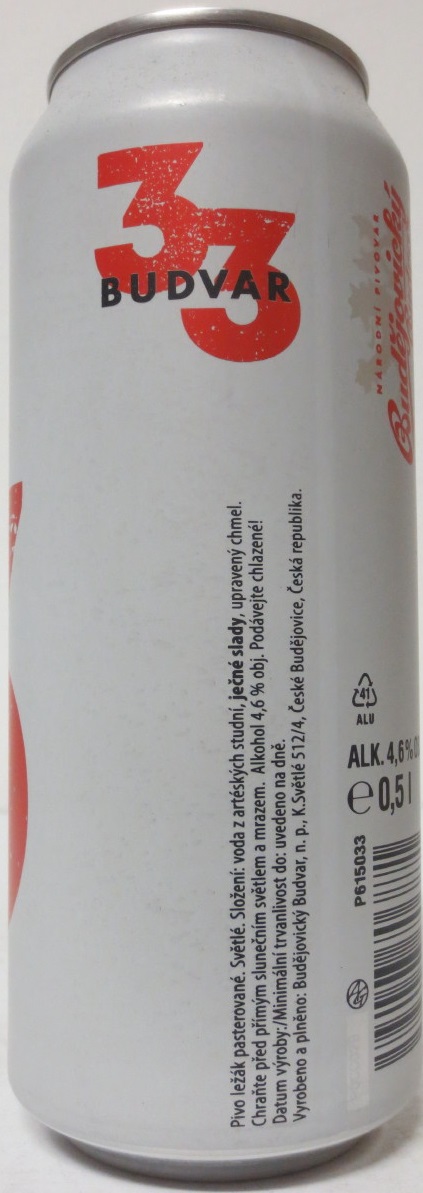 33
BUDVAR
NÁRODNÍ PIVOVAR
Budějovický
Pivo ležák pasterované. Světlé. Složení: voda z artéských studní, ječné slady, upravený chmel.
Chraňte před přímým slunečním světlem a mrazem. Alkohol 4,6 % obj. Podávejte chlazené!
Datum výroby:/Minimální trvanlivost do: uvedeno na dně.
Vyrobeno a plněno: Budějovický Budvar, n. p., K.Světlé 512/4, České Budějovice, Česká republika.
41
ALU
ALK. 4,6 %
e 0,5 l
P615033